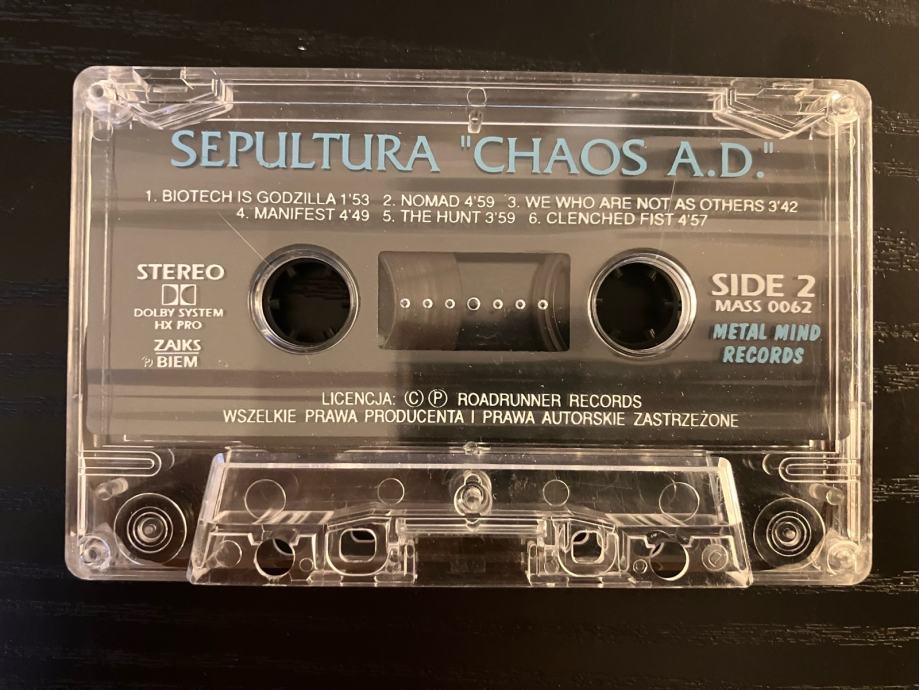 SEPULTURA "CHAOS A.D."
1. BIOTECH IS GODZILLA 1'53 2. NOMAD 4'59 3. WE WHO ARE NOT AS OTHERS 3'42
4. MANIFEST 4'49 5. THE HUNT 3'59 6. CLENCHED FIST 4'57
STEREO
DOLBY SYSTEM
HX PRO
ZAIKS
℗ BIEM
SIDE 2
MASS 0062
METAL MIND
RECORDS
LICENCJA: © ℗ ROADRUNNER RECORDS
WSZELKIE PRAWA PRODUCENTA I PRAWA AUTORSKIE ZASTRZEŻONE